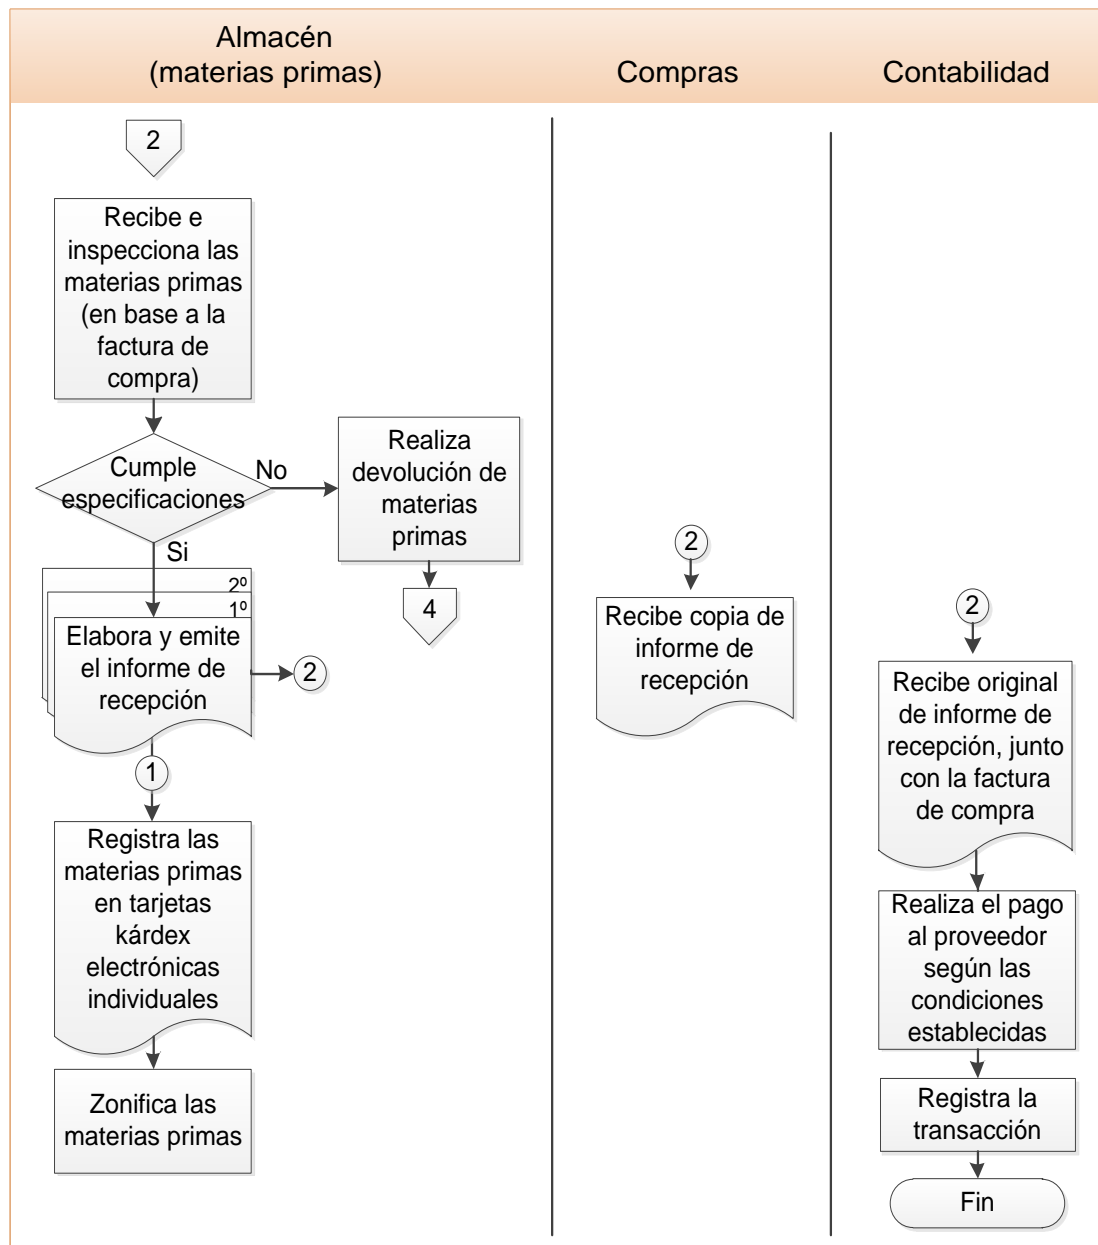 Almacén
(materias primas)
Compras
Contabilidad
2
Recibe e
inspecciona las
materias primas
(en base a la
factura de
compra)
Cumple
especificaciones
No
Si
Realiza
devolución de
materias
primas
4
2º
1º
Elabora y emite
el informe de
recepción
2
1
Registra las
materias primas
en tarjetas
kárdex
electrónicas
individuales
Zonifica las
materias primas
2
Recibe copia de
informe de
recepción
2
Recibe original
de informe de
recepción, junto
con la factura
de compra
Realiza el pago
al proveedor
según las
condiciones
establecidas
Registra la
transacción
Fin